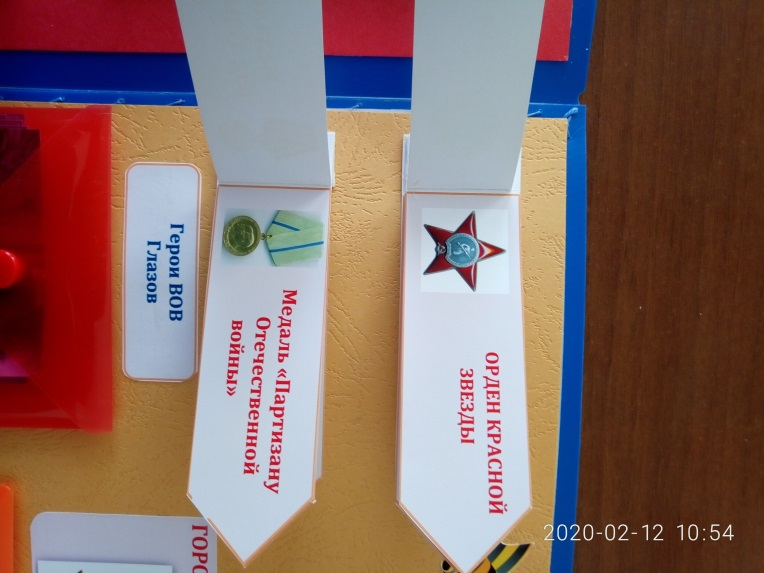 Герои ВОВ
Глазов
Медаль «Партизану
Отечественной
войны»
ОРДЕН КРАСНОЙ
ЗВЕЗДЫ
2020-02-12 10:54